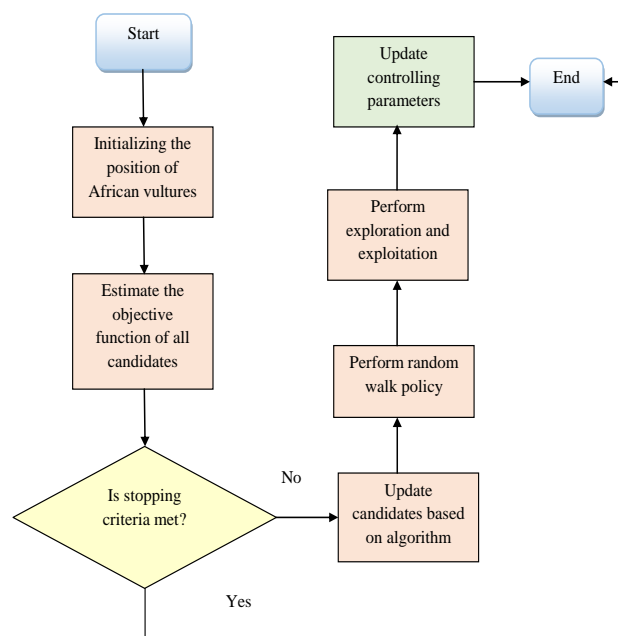 Start
Initializing the
position of
African vultures
Estimate the
objective
function of all
candidates
Is stopping
criteria met?
No
Yes
Update
candidates based
on algorithm
Perform random
walk policy
Perform
exploration and
exploitation
Update
controlling
parameters
End